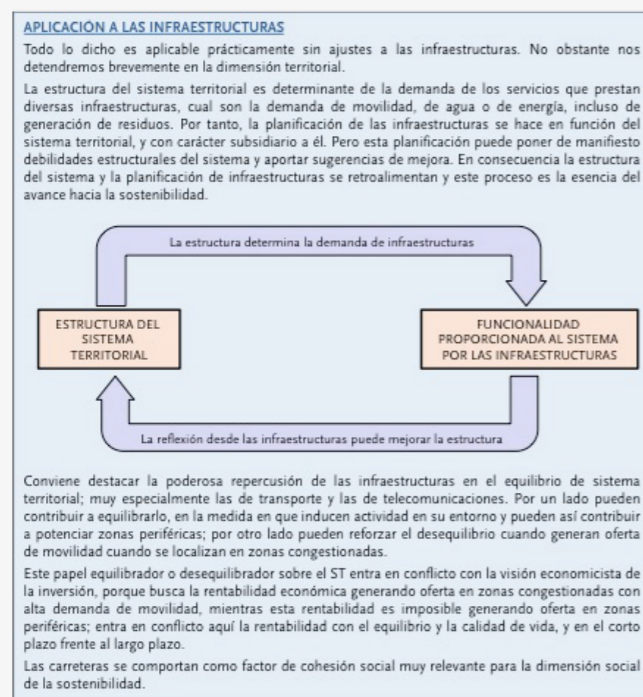 APLICACIÓN A LAS INFRAESTRUCTURAS
Todo lo dicho es aplicable prácticamente sin ajustes a las infraestructuras. No obstante nos
detendremos brevemente en la dimensión territorial.
La estructura del sistema territorial es determinante de la demanda de los servicios que prestan
diversas infraestructuras, cual son la demanda de movilidad, de agua o de energía, incluso de
generación de residuos. Por tanto, la planificación de las infraestructuras se hace en función del
sistema territorial, y con carácter subsidiario a él. Pero esta planificación puede poner de manifiesto
debilidades estructurales del sistema y aportar sugerencias de mejora. En consecuencia la estructura
del sistema y la planificación de infraestructuras se retroalimentan y este proceso es la esencia del
avance hacia la sostenibilidad.
La estructura determina la demanda de infraestructuras
ESTRUCTURA DEL
SISTEMA
TERRITORIAL
FUNCIONALIDAD
PROPORCIONADA AL SISTEMA
POR LAS INFRAESTRUCTURAS
La reflexión desde las infraestructuras puede mejorar la estructura
Conviene destacar la poderosa repercusión de las infraestructuras en el equilibrio de sistema
territorial; muy especialmente las de transporte y las de telecomunicaciones. Por un lado pueden
contribuir a equilibrarlo, en la medida en que inducen actividad en su entorno y pueden así contribuir
a potenciar zonas periféricas; por otro lado pueden reforzar el desequilibrio cuando generan oferta
de movilidad cuando se localizan en zonas congestionadas.
Este papel equilibrador o desequilibrador sobre el ST entra en conflicto con la visión economicista de
la inversión, porque busca la rentabilidad económica generando oferta en zonas congestionadas con
alta demanda de movilidad, mientras esta rentabilidad es imposible generando oferta en zonas
periféricas; entra en conflicto aquí la rentabilidad con el equilibrio y la calidad de vida, y en el corto
plazo frente al largo plazo.
Las carreteras se comportan como factor de cohesión social muy relevante para la dimensión social
de la sostenibilidad.